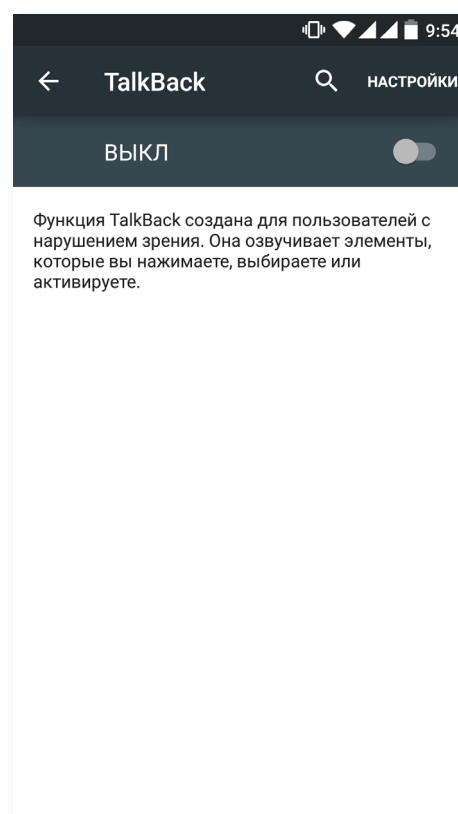 9:54
TalkBack
НАСТРОЙКИ
ВЫКЛ
Функция TalkBack создана для пользователей с
нарушением зрения. Она озвучивает элементы,
которые вы нажимаете, выбираете или
активируете.